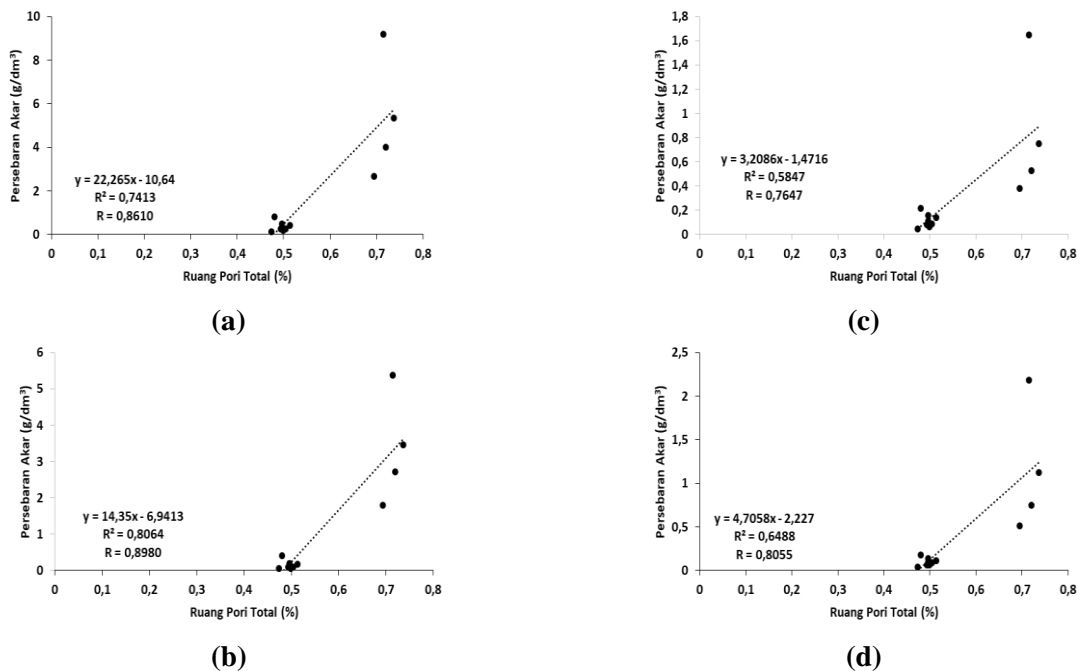 Persebaran Akar (g/dm³)
10
8
6
4
2
0
y = 22,265x - 10,64
R² = 0,7413
R = 0,8610
0 0,1 0,2 0,3 0,4 0,5 0,6 0,7 0,8
Ruang Pori Total (%)
(a)
Persebaran Akar (g/dm³)
1,8
1,6
1,4
1,2
1
0,8
0,6
0,4
0,2
0
y = 3,2086x - 1,4716
R² = 0,5847
R = 0,7647
0 0,1 0,2 0,3 0,4 0,5 0,6 0,7 0,8
Ruang Pori Total (%)
(c)
Persebaran Akar (g/dm³)
6
5
4
3
2
1
0
y = 14,35x - 6,9413
R² = 0,8064
R = 0,8980
0 0,1 0,2 0,3 0,4 0,5 0,6 0,7 0,8
Ruang Pori Total (%)
(b)
Persebaran Akar (g/dm³)
2,5
2
1,5
1
0,5
0
y = 4,7058x - 2,227
R² = 0,6488
R = 0,8055
0 0,1 0,2 0,3 0,4 0,5 0,6 0,7 0,8
Ruang Pori Total (%)
(d)